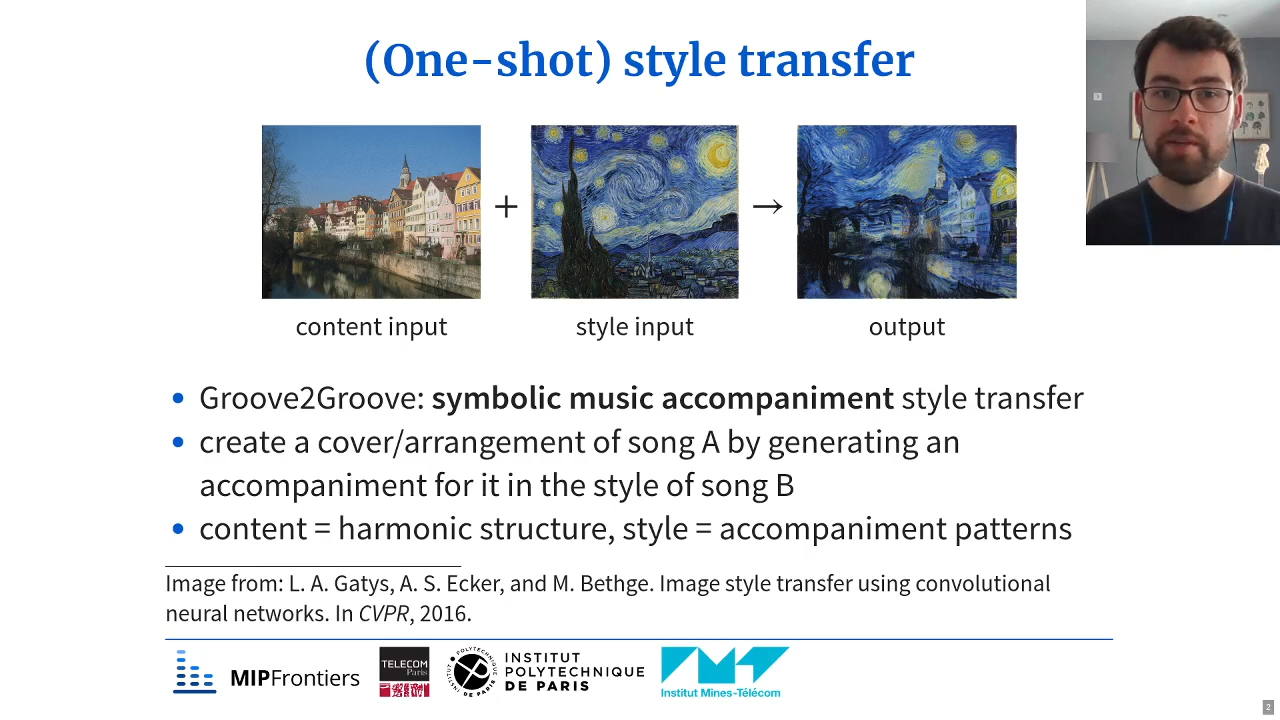 (One-shot) style transfer
+
→
content input
style input
output
• Groove2Groove: symbolic music accompaniment style transfer
• create a cover/arrangement of song A by generating an
accompaniment for it in the style of song B
• content = harmonic structure, style = accompaniment patterns
Image from: L. A. Gatys, A. S. Ecker, and M. Bethge. Image style transfer using convolutional
neural networks. In CVPR, 2016.
MIPFrontiers
TELECOM
Paris
POLYTECHNIQUE
DE PARIS
INSTITUT
POLYTECHNIQUE
DE PARIS
Institut Mines-Télécom
2